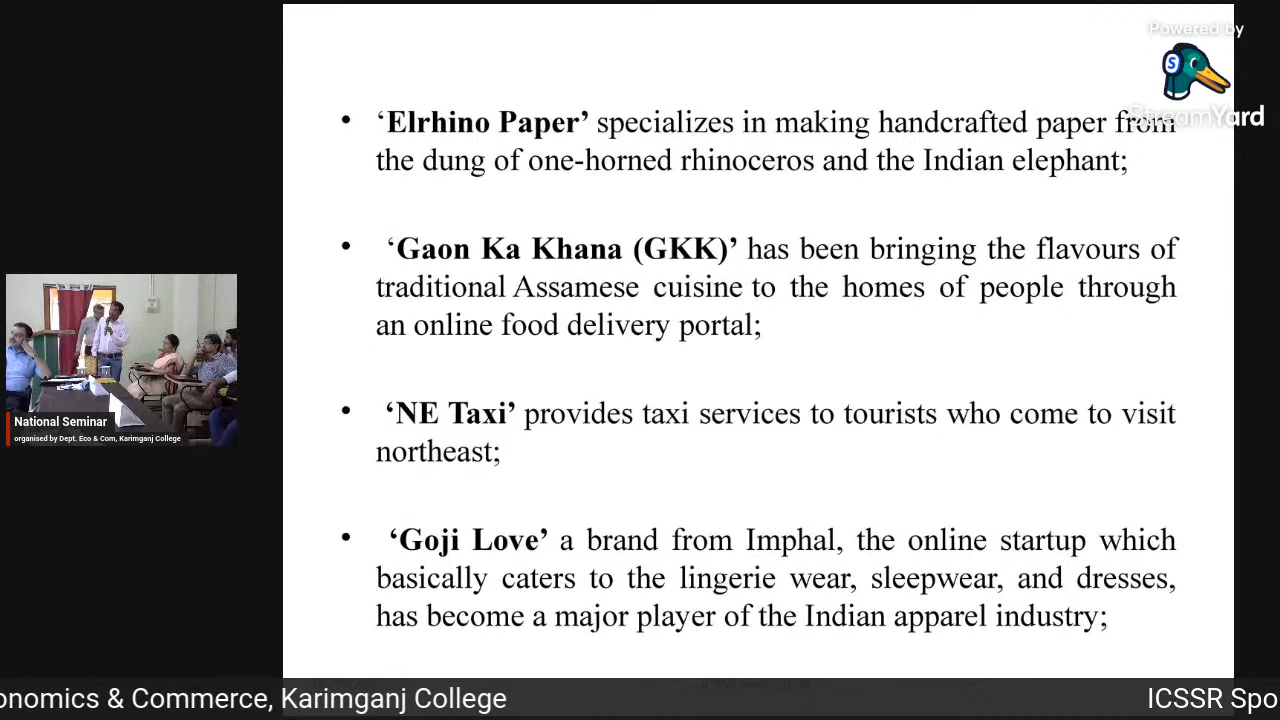 Powered by
StreamYard
• ‘Elrhino Paper’ specializes in making handcrafted paper from
the dung of one-horned rhinoceros and the Indian elephant;
• ‘Gaon Ka Khana (GKK)’ has been bringing the flavours of
traditional Assamese cuisine to the homes of people through
an online food delivery portal;
• ‘NE Taxi’ provides taxi services to tourists who come to visit
northeast;
• ‘Goji Love’ a brand from Imphal, the online startup which
basically caters to the lingerie wear, sleepwear, and dresses,
has become a major player of the Indian apparel industry;
National Seminar
organised by Dept. Eco & Com, Karimganj College
onomics & Commerce, Karimganj College
ICSSR Spo